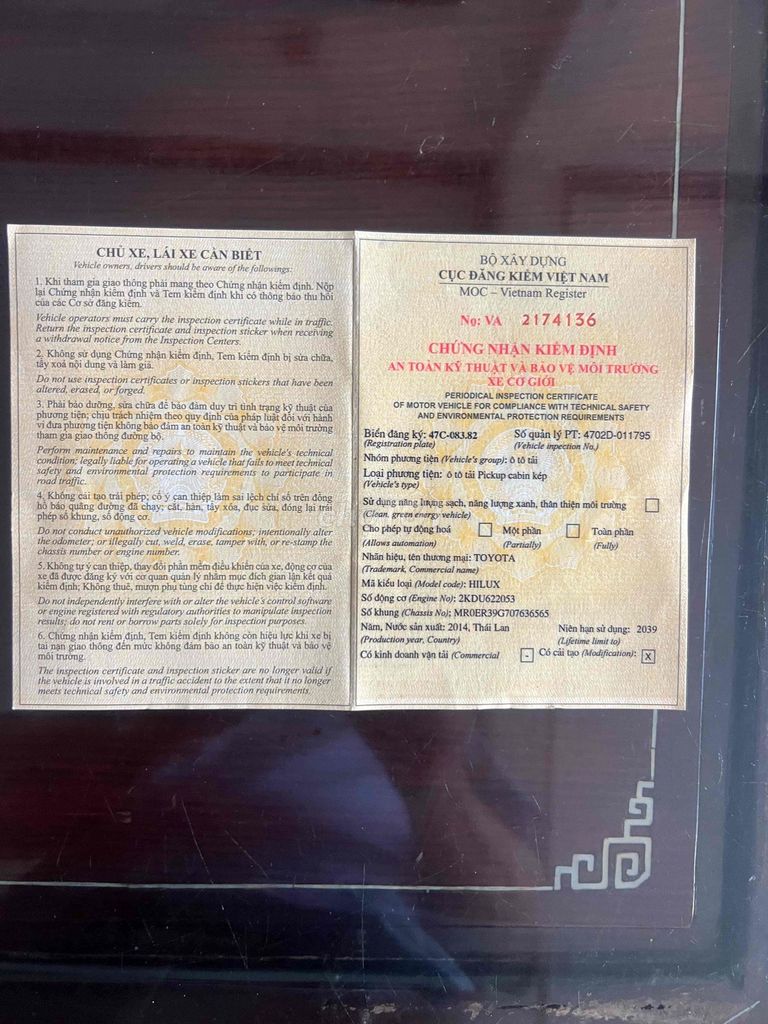 CHỦ XE, LÁI XE CẦN BIẾT
Vehicle owners, drivers should be aware of the followings:
1. Khi tham gia giao thông phải mang theo Chứng nhận kiểm định. Nộp
lại Chứng nhận kiểm định và Tem kiểm định khi có thông báo thu hồi
của các Cơ sở đăng kiểm.
Vehicle operators must carry the inspection certificate while in traffic.
Return the inspection certificate and inspection sticker when receiving
a withdrawal notice from the Inspection Centers.
2. Không sử dụng Chứng nhận kiểm định, Tem kiểm định bị sửa chữa,
tẩy xoá nội dung và làm giả.
Do not use inspection certificates or inspection stickers that have been
altered, erased, or forged.
3. Phải bảo dưỡng, sửa chữa để bảo đảm duy trì tình trạng kỹ thuật của
phương tiện; chịu trách nhiệm theo quy định của pháp luật đối với hành
vi đưa phương tiện không bảo đảm an toàn kỹ thuật và bảo vệ môi trường
tham gia giao thông đường bộ.
Perform maintenance and repairs to maintain the vehicle's technical
condition; legally liable for operating a vehicle that fails to meet technical
safety and environmental protection requirements to participate in
road traffic.
4. Không cải tạo trái phép; cố ý can thiệp làm sai lệch chỉ số trên đồng
hồ báo quãng đường đã chạy; cắt, hàn, tẩy xóa, đục sửa, đóng lại trái
phép số khung, số động cơ.
Do not conduct unauthorized vehicle modifications; intentionally alter
the odometer; or illegally cut, weld, erase, tamper with, or re-stamp the
chassis number or engine number.
5. Không tự ý can thiệp, thay đổi phần mềm điều khiển của xe, động cơ của
xe đã được đăng ký với cơ quan quản lý nhằm mục đích gian lận kết quả
kiểm định; Không thuê, mượn phụ tùng chỉ để thực hiện việc kiểm định.
Do not independently interfere with or alter the vehicle's control software
or engine registered with regulatory authorities to manipulate inspection
results; do not rent or borrow parts solely for inspection purposes.
6. Chứng nhận kiểm định, Tem kiểm định không còn hiệu lực khi xe bị
tai nạn giao thông đến mức không đảm bảo an toàn kỹ thuật và bảo vệ
môi trường.
The inspection certificate and inspection sticker are no longer valid if
the vehicle is involved in a traffic accident to the extent that it no longer
meets technical safety and environmental protection requirements.
BỘ XÂY DỰNG
CỤC ĐĂNG KIỂM VIỆT NAM
MOC – Vietnam Register
No: VA 2174136
CHỨNG NHẬN KIỂM ĐỊNH
AN TOÀN KỸ THUẬT VÀ BẢO VỆ MÔI TRƯỜNG
XE CƠ GIỚI
PERIODICAL INSPECTION CERTIFICATE
OF MOTOR VEHICLE FOR COMPLIANCE WITH TECHNICAL SAFETY
AND ENVIRONMENTAL PROTECTION REQUIREMENTS
Biển đăng ký: 47C-083.82 Số quản lý PT: 4702D-011795
(Registration plate) (Vehicle inpection No.)
Nhóm phương tiện (Vehicle's group): ô tô tải
Loại phương tiện: ô tô tải Pickup cabin kép
(Vehicle's type)
Sử dụng năng lượng sạch, năng lượng xanh, thân thiện môi trường
(Clean, green energy vehicle)
Cho phép tự động hoá Một phần Toàn phần
(Allows automation) (Partially) (Fully)
Nhãn hiệu, tên thương mại: TOYOTA
(Trademark, Commercial name)
Mã kiểu loại (Model code): HILUX
Số động cơ (Engine No): 2KDU622053
Số khung (Chassis No): MR0ER39G707636565
Năm, Nước sản xuất: 2014, Thái Lan Niên hạn sử dụng: 2039
(Production year, Country) (Lifetime limit to)
Có kinh doanh vận tải (Commercial - Có cải tạo (Modification): X